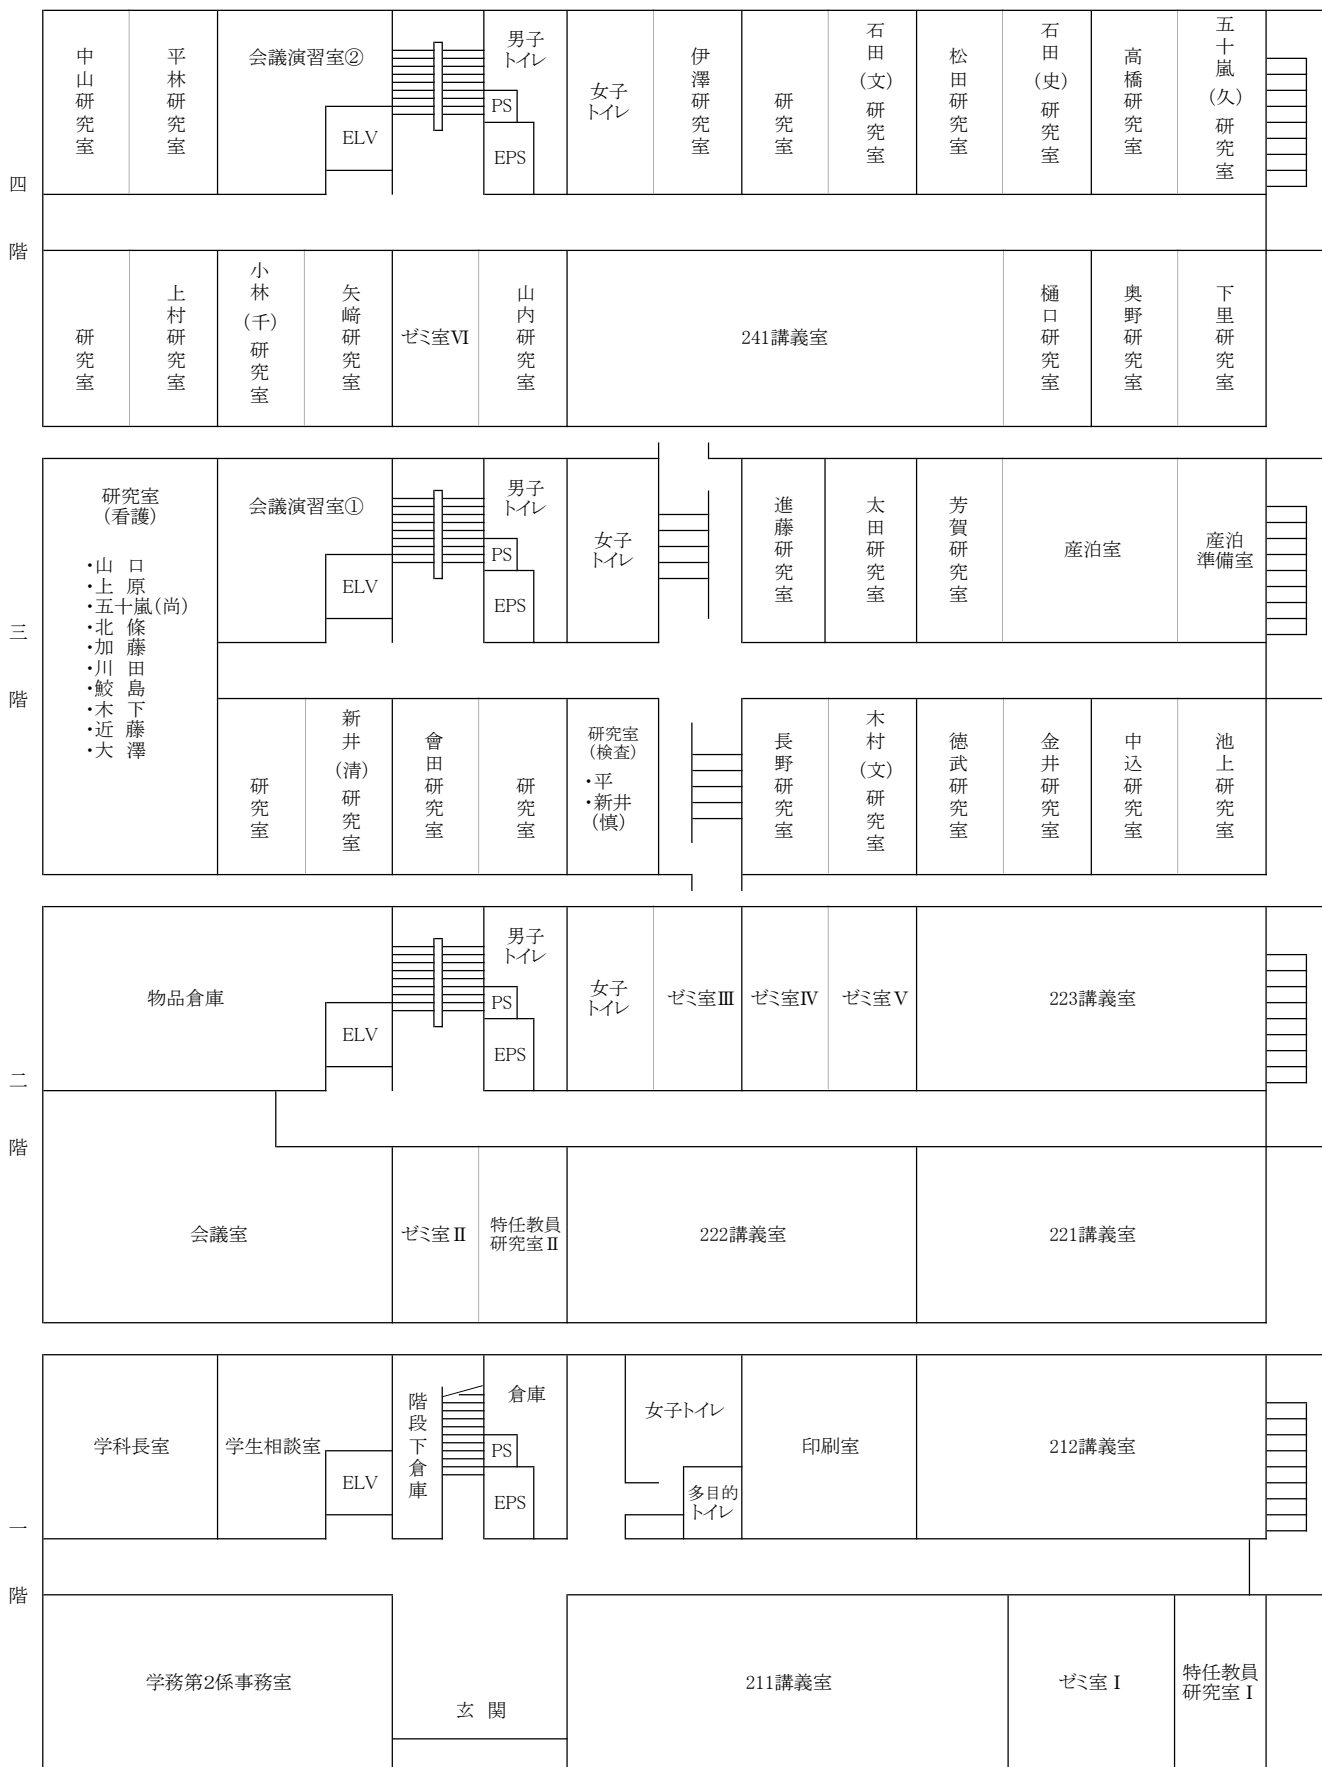 四階
中山研究室
平林研究室
会議演習室②
ELV
男子
トイレ
PS
EPS
女子
トイレ
伊澤研究室
研究室
石田(文)研究室
松田研究室
石田(史)研究室
高橋研究室
五十嵐(久)研究室
研究室
上村研究室
小林(千)研究室
矢﨑研究室
ゼミ室Ⅵ
山内研究室
241講義室
樋口研究室
奥野研究室
下里研究室
三階
研究室
(看護)
・山 口
・上 原
・五十嵐(尚)
・北 條
・加 藤
・川 田
・鮫 島
・木 下
・近 藤
・大 澤
会議演習室①
ELV
男子
トイレ
PS
EPS
女子
トイレ
進藤研究室
太田研究室
芳賀研究室
産泊室
産泊
準備室
研究室
新井(清)研究室
會田研究室
研究室
研究室
(検査)
・平
・新井
(慎)
長野研究室
木村(文)研究室
徳武研究室
金井研究室
中込研究室
池上研究室
二階
物品倉庫
ELV
男子
トイレ
PS
EPS
女子
トイレ
ゼミ室Ⅲ
ゼミ室Ⅳ
ゼミ室Ⅴ
223講義室
会議室
ゼミ室Ⅱ
特任教員
研究室Ⅱ
222講義室
221講義室
一階
学科長室
学生相談室
ELV
階段下倉庫
倉庫
PS
EPS
女子トイレ
多目的
トイレ
印刷室
212講義室
学務第2係事務室
玄 関
211講義室
ゼミ室Ⅰ
特任教員
研究室Ⅰ